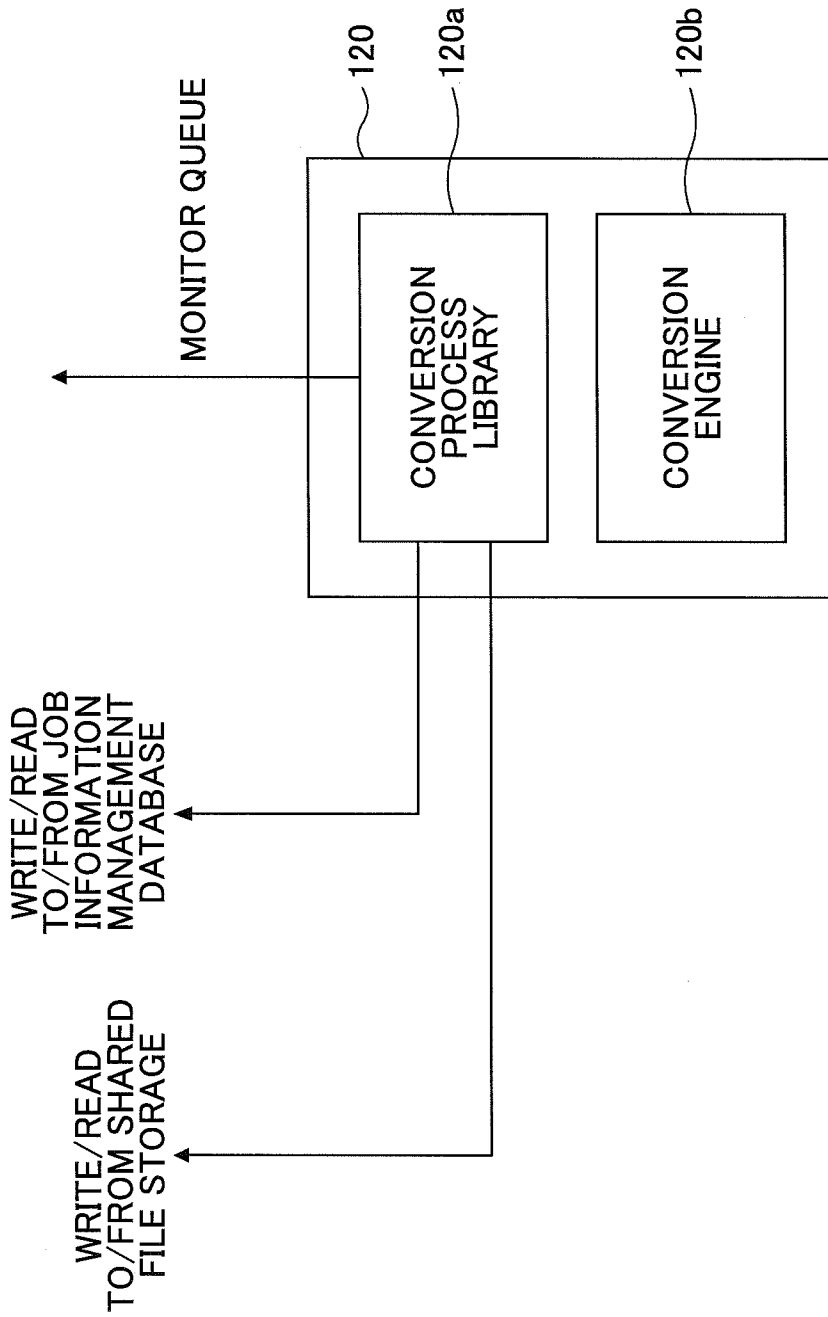 WRITE/READ
TO/FROM SHARED
FILE STORAGE
WRITE/READ
TO/FROM JOB
INFORMATION
MANAGEMENT
DATABASE
MONITOR QUEUE
120
CONVERSION
PROCESS
LIBRARY
120a
CONVERSION
ENGINE
120b